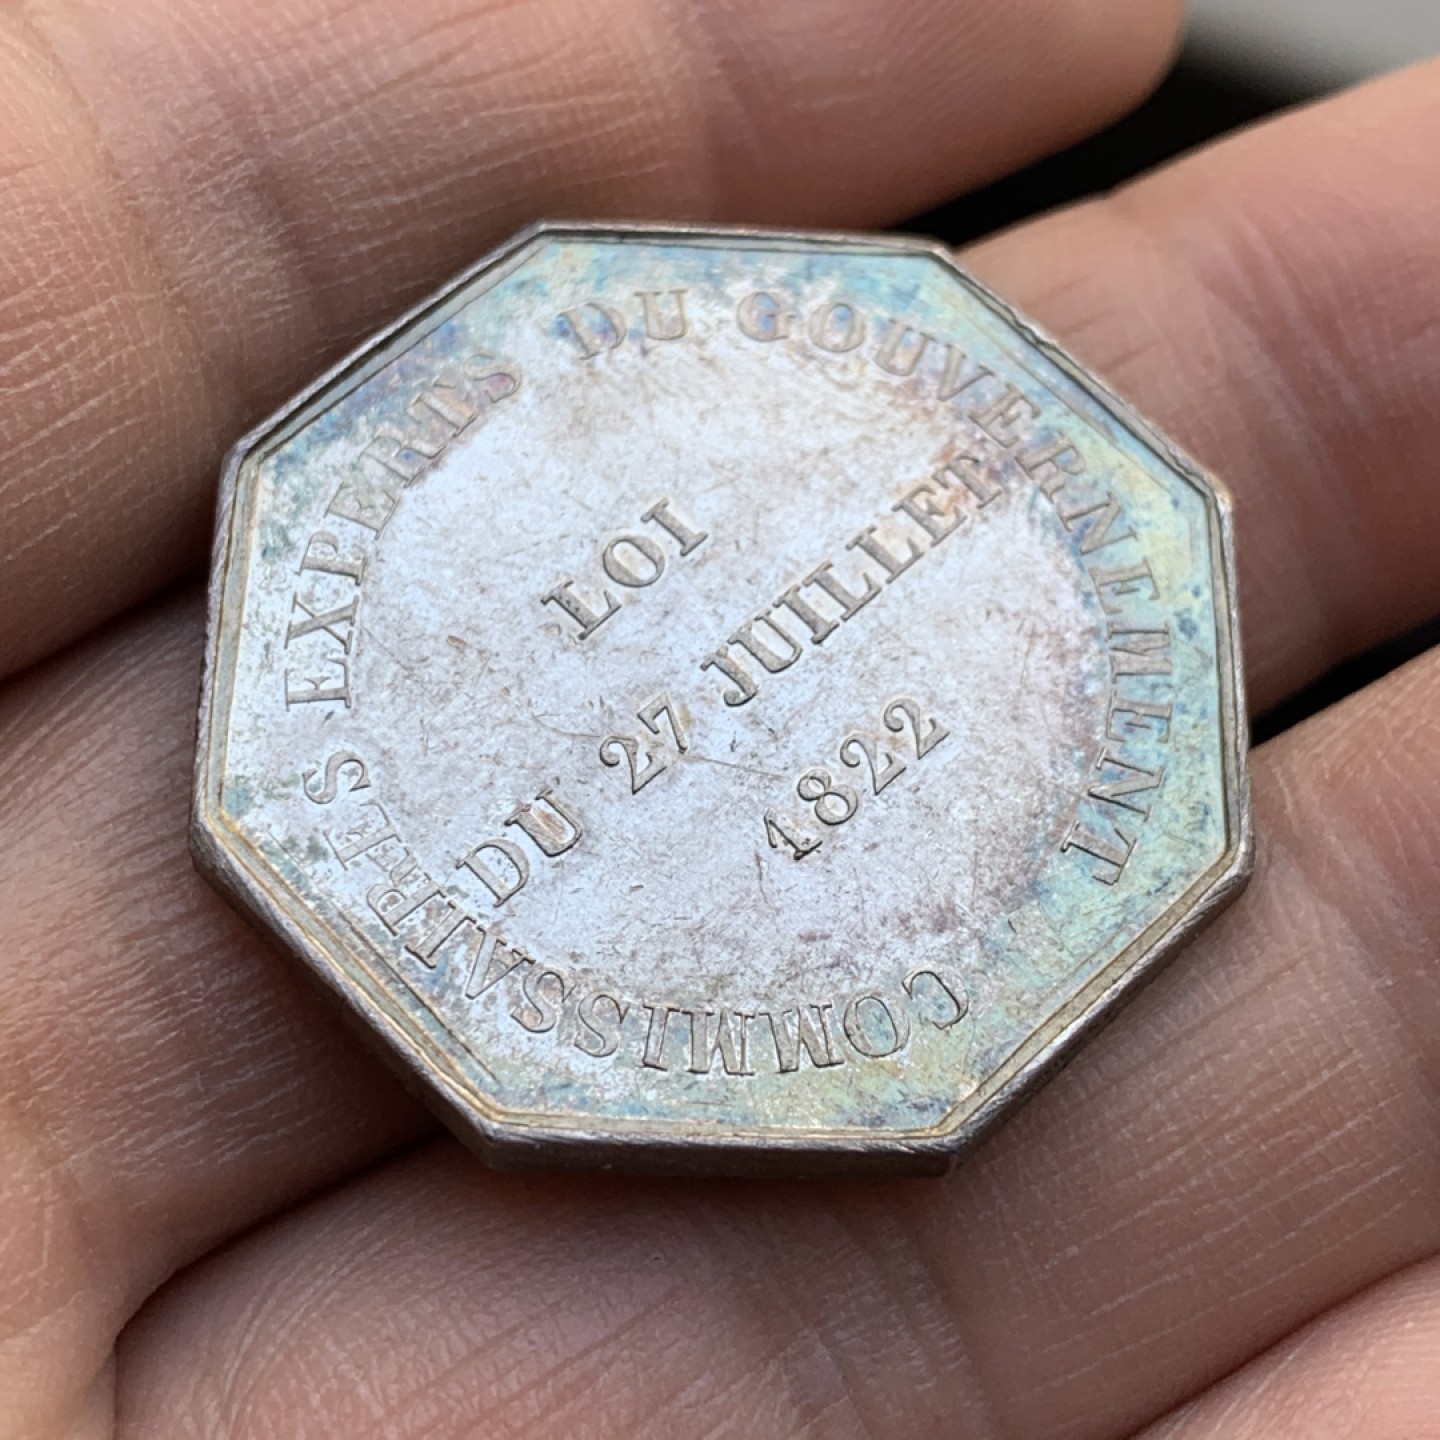 COMMISSAIRES EXPERTS DU GOUVERNEMENT
LOI
DU 27 JUILLET
1822